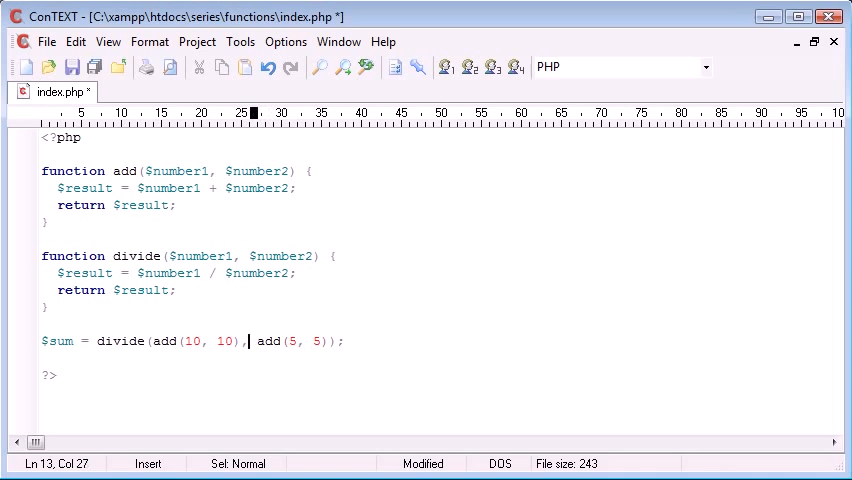 ConTEXT - [C:\xampp\htdocs\series\functions\index.php *]
File Edit View Format Project Tools Options Window Help
1 2 3 4 PHP
index.php *
5 10 15 20 25 30 35 40 45 50 55 60 65 70 75 80 85 90 95 10
<?php
function add($number1, $number2) {
$result = $number1 + $number2;
return $result;
}
function divide($number1, $number2) {
$result = $number1 / $number2;
return $result;
}
$sum = divide(add(10, 10), add(5, 5));
?>
Ln 13, Col 27 Insert Sel: Normal Modified DOS File size: 243